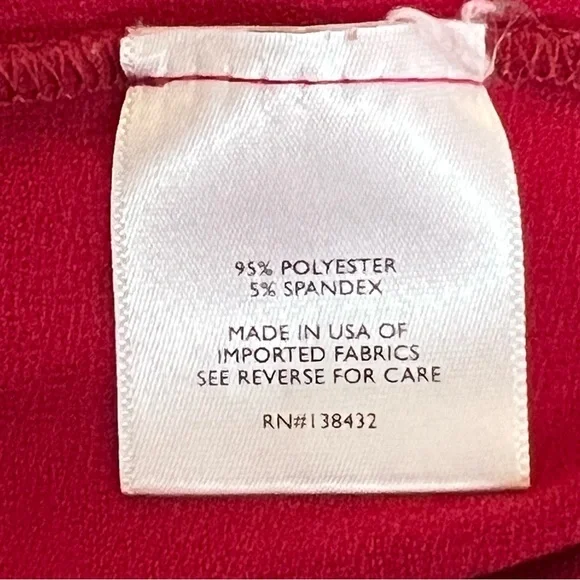 95% POLYESTER
5% SPANDEX
MADE IN USA OF
IMPORTED FABRICS
SEE REVERSE FOR CARE
RN#138432